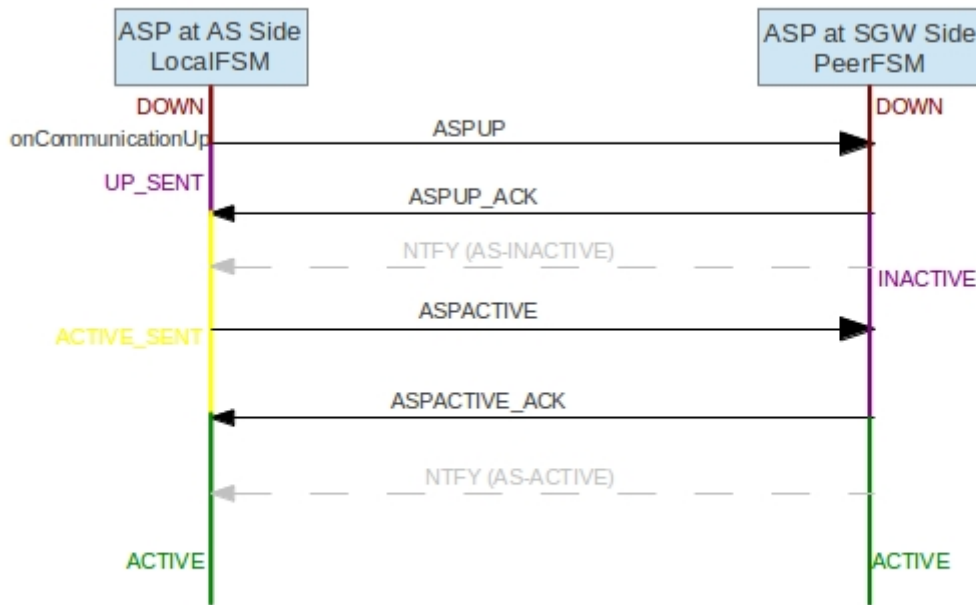 ASP at AS Side
LocalFSM
ASP at SGW Side
PeerFSM
DOWN
DOWN
onCommunicationUp
ASPUP
UP_SENT
ASPUP_ACK
NTFY (AS-INACTIVE)
INACTIVE
ASPACTIVE
ACTIVE_SENT
ASPACTIVE_ACK
NTFY (AS-ACTIVE)
ACTIVE
ACTIVE